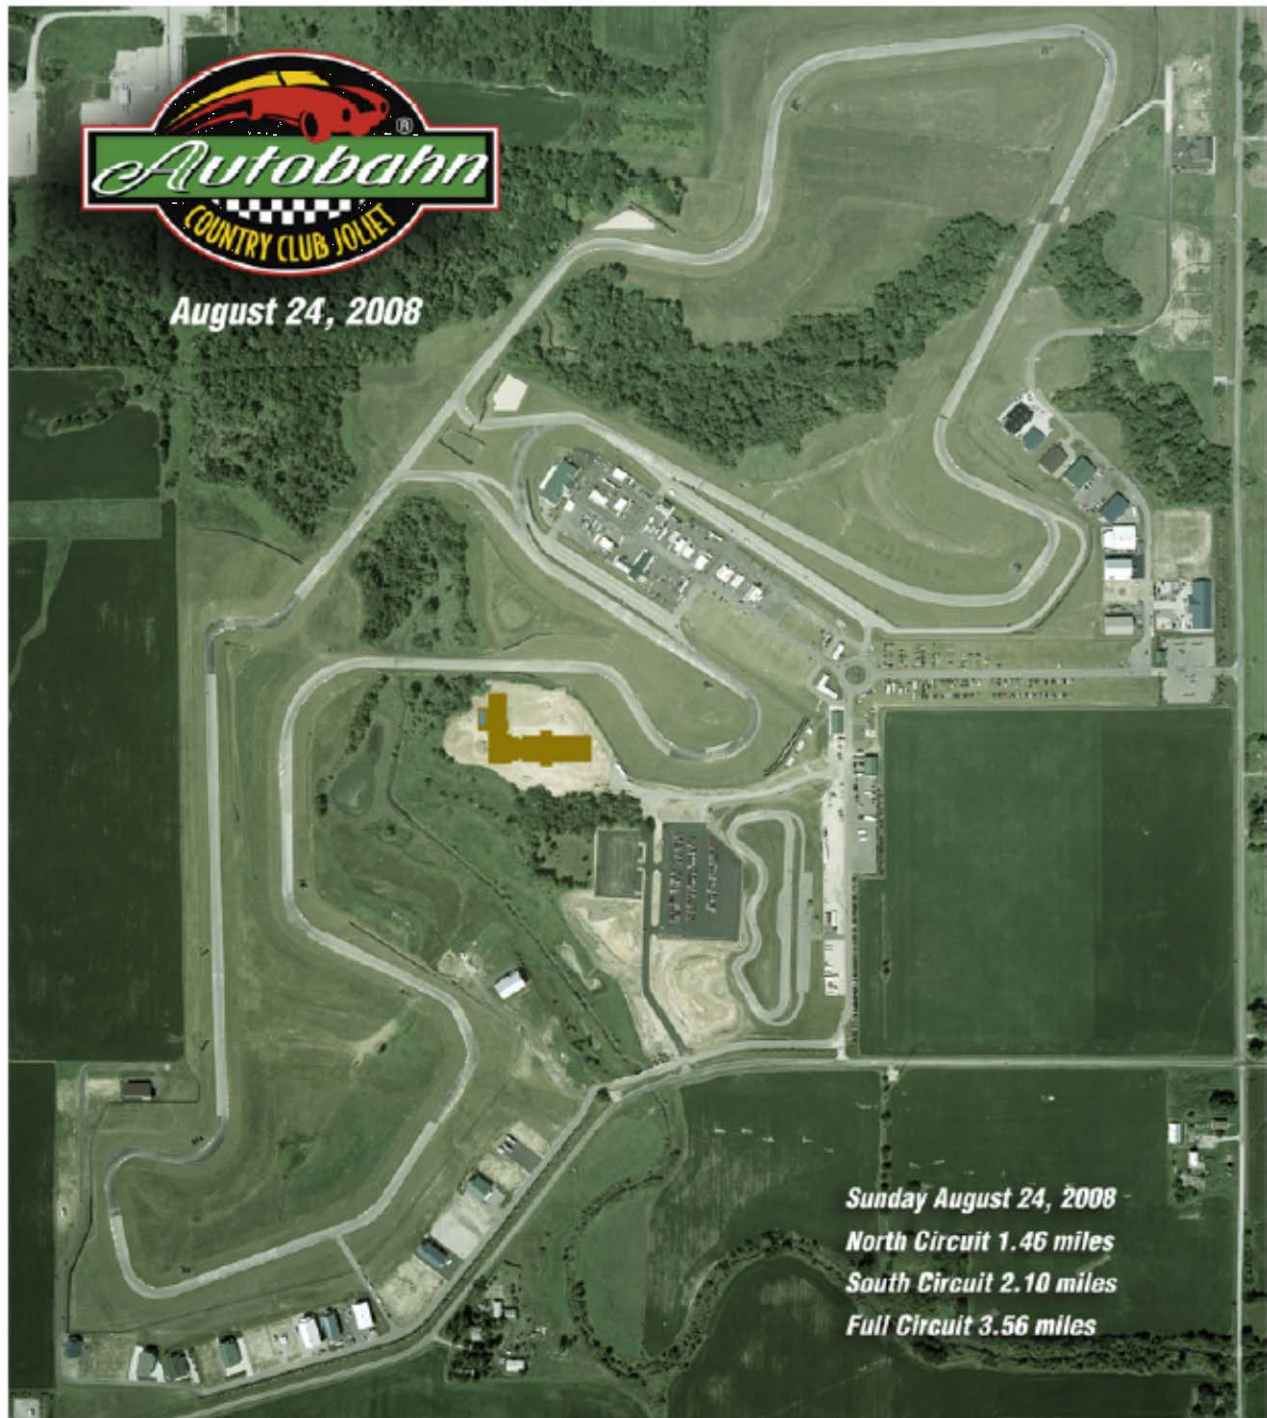 Autobahn
®
COUNTRY CLUB JOLIET
August 24, 2008
Sunday August 24, 2008
North Circuit 1.46 miles
South Circuit 2.10 miles
Full Circuit 3.56 miles